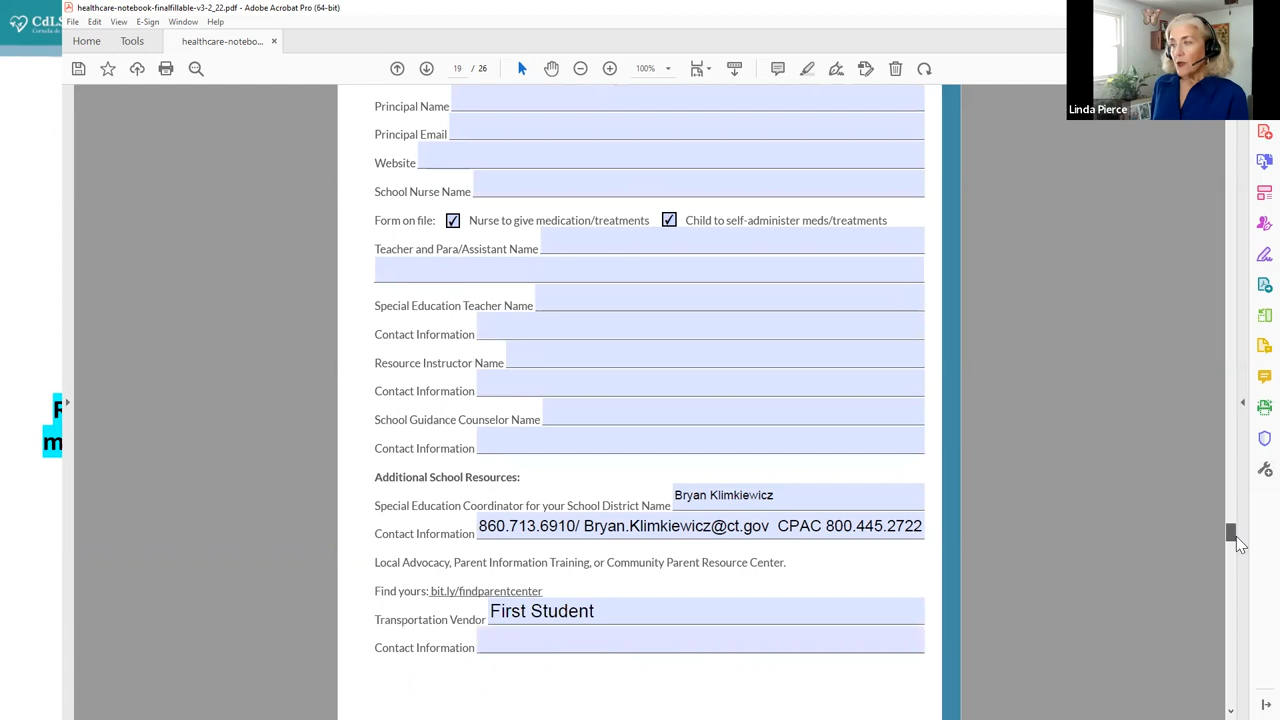 healthcare-notebook-finalfillable-v3-2_22.pdf - Adobe Acrobat Pro (64-bit)
File Edit View E-Sign Window Help
CdLS
Home Tools healthcare-notebo... ×
19 / 26 100%
Linda Pierce
Principal Name
Principal Email
Website
School Nurse Name
Form on file: Nurse to give medication/treatments Child to self-administer meds/treatments
Teacher and Para/Assistant Name
Special Education Teacher Name
Contact Information
Resource Instructor Name
Contact Information
School Guidance Counselor Name
Contact Information
Additional School Resources:
Special Education Coordinator for your School District Name Bryan Klimkiewicz
Contact Information 860.713.6910/ Bryan.Klimkiewicz@ct.gov CPAC 800.445.2722
Local Advocacy, Parent Information Training, or Community Parent Resource Center.
Find yours: bit.ly/findparentcenter
Transportation Vendor First Student
Contact Information